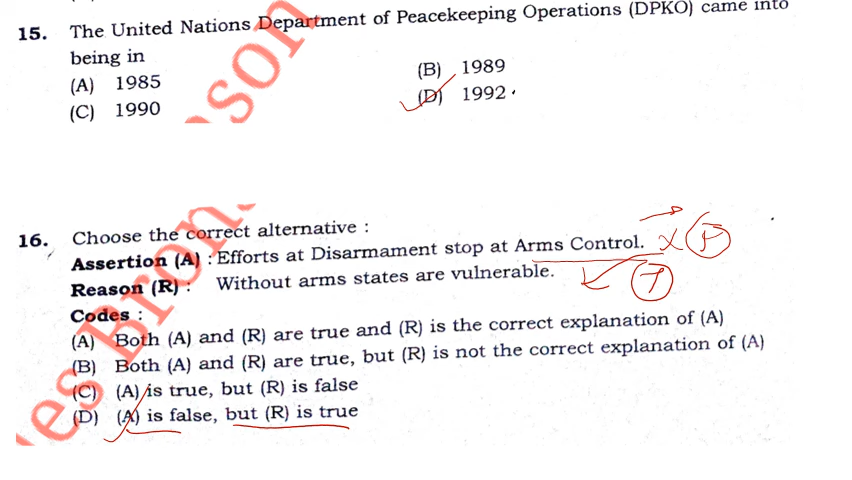 15. The United Nations Department of Peacekeeping Operations (DPKO) came into
being in
(A) 1985 (B) 1989
(C) 1990 (D) 1992
16. Choose the correct alternative :
Assertion (A) : Efforts at Disarmament stop at Arms Control. X F
Reason (R) : Without arms states are vulnerable. T
Codes :
(A) Both (A) and (R) are true and (R) is the correct explanation of (A)
(B) Both (A) and (R) are true, but (R) is not the correct explanation of (A)
(C) (A) is true, but (R) is false
(D) (A) is false, but (R) is true